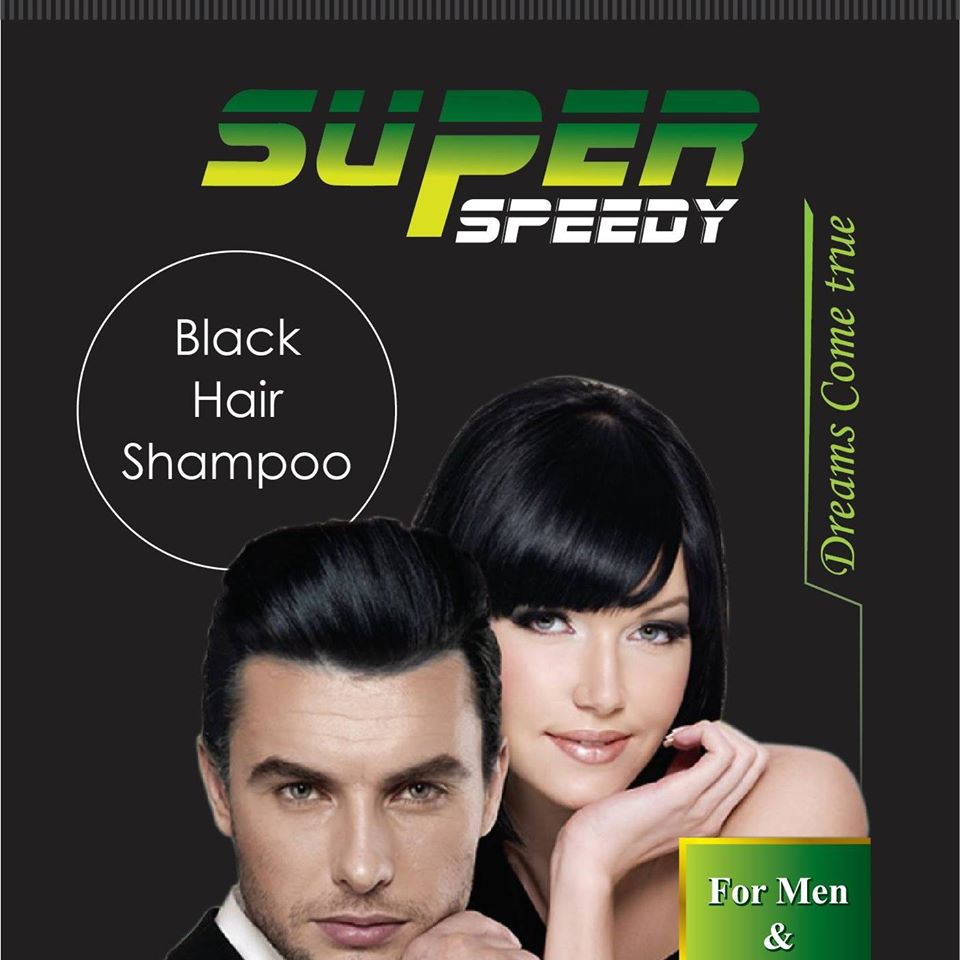 SUPER
SPEEDY
Black
Hair
Shampoo
Dreams Come true
For Men
&